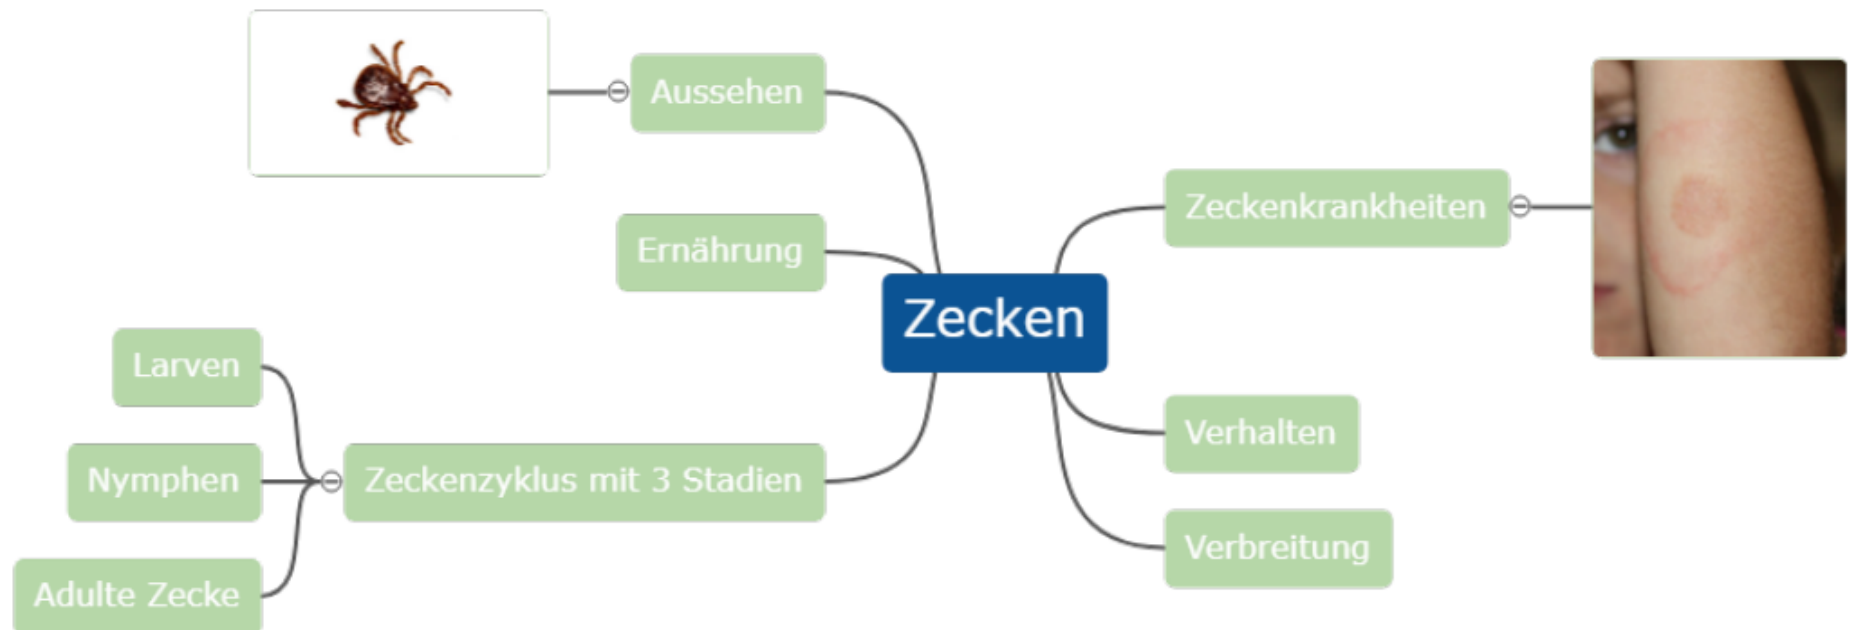 Aussehen
Ernährung
Zecken
Zeckenkrankheiten
Larven
Nymphen
Zeckenzyklus mit 3 Stadien
Adulte Zecke
Verhalten
Verbreitung